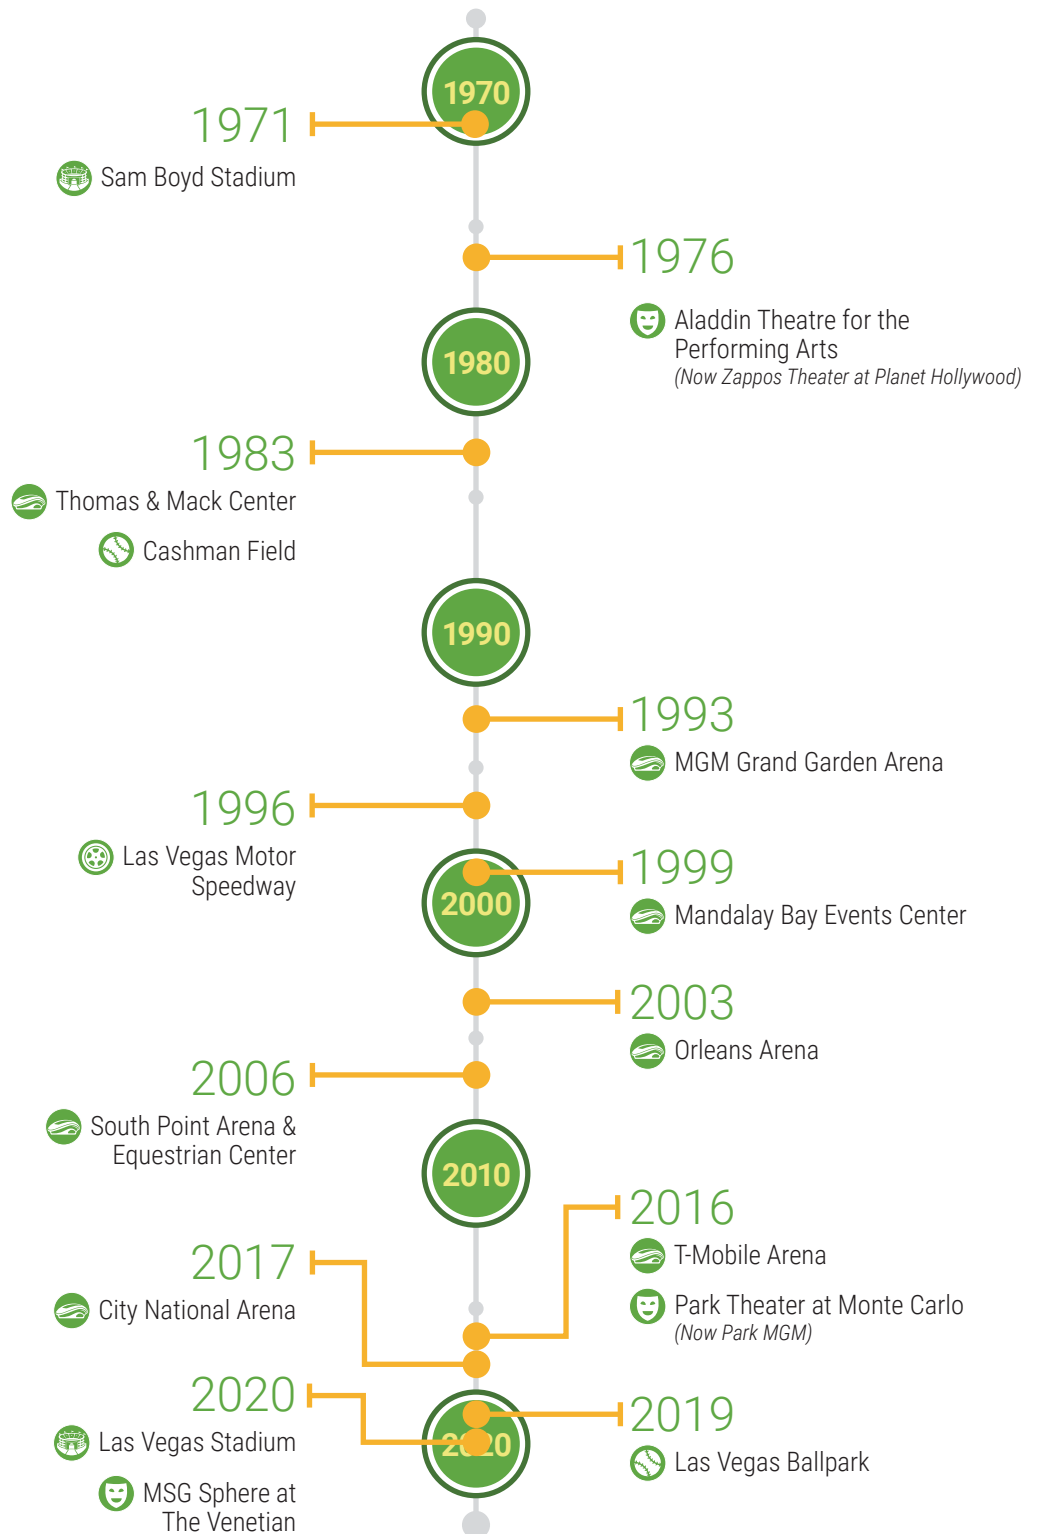 1970
1971
Sam Boyd Stadium
1976
Aladdin Theatre for the
Performing Arts
(Now Zappos Theater at Planet Hollywood)
1980
1983
Thomas & Mack Center
Cashman Field
1990
1993
MGM Grand Garden Arena
1996
Las Vegas Motor
Speedway
1999
Mandalay Bay Events Center
2000
2003
Orleans Arena
2006
South Point Arena &
Equestrian Center
2010
2016
T-Mobile Arena
Park Theater at Monte Carlo
(Now Park MGM)
2017
City National Arena
2019
Las Vegas Ballpark
2020
Las Vegas Stadium
MSG Sphere at
The Venetian
2020